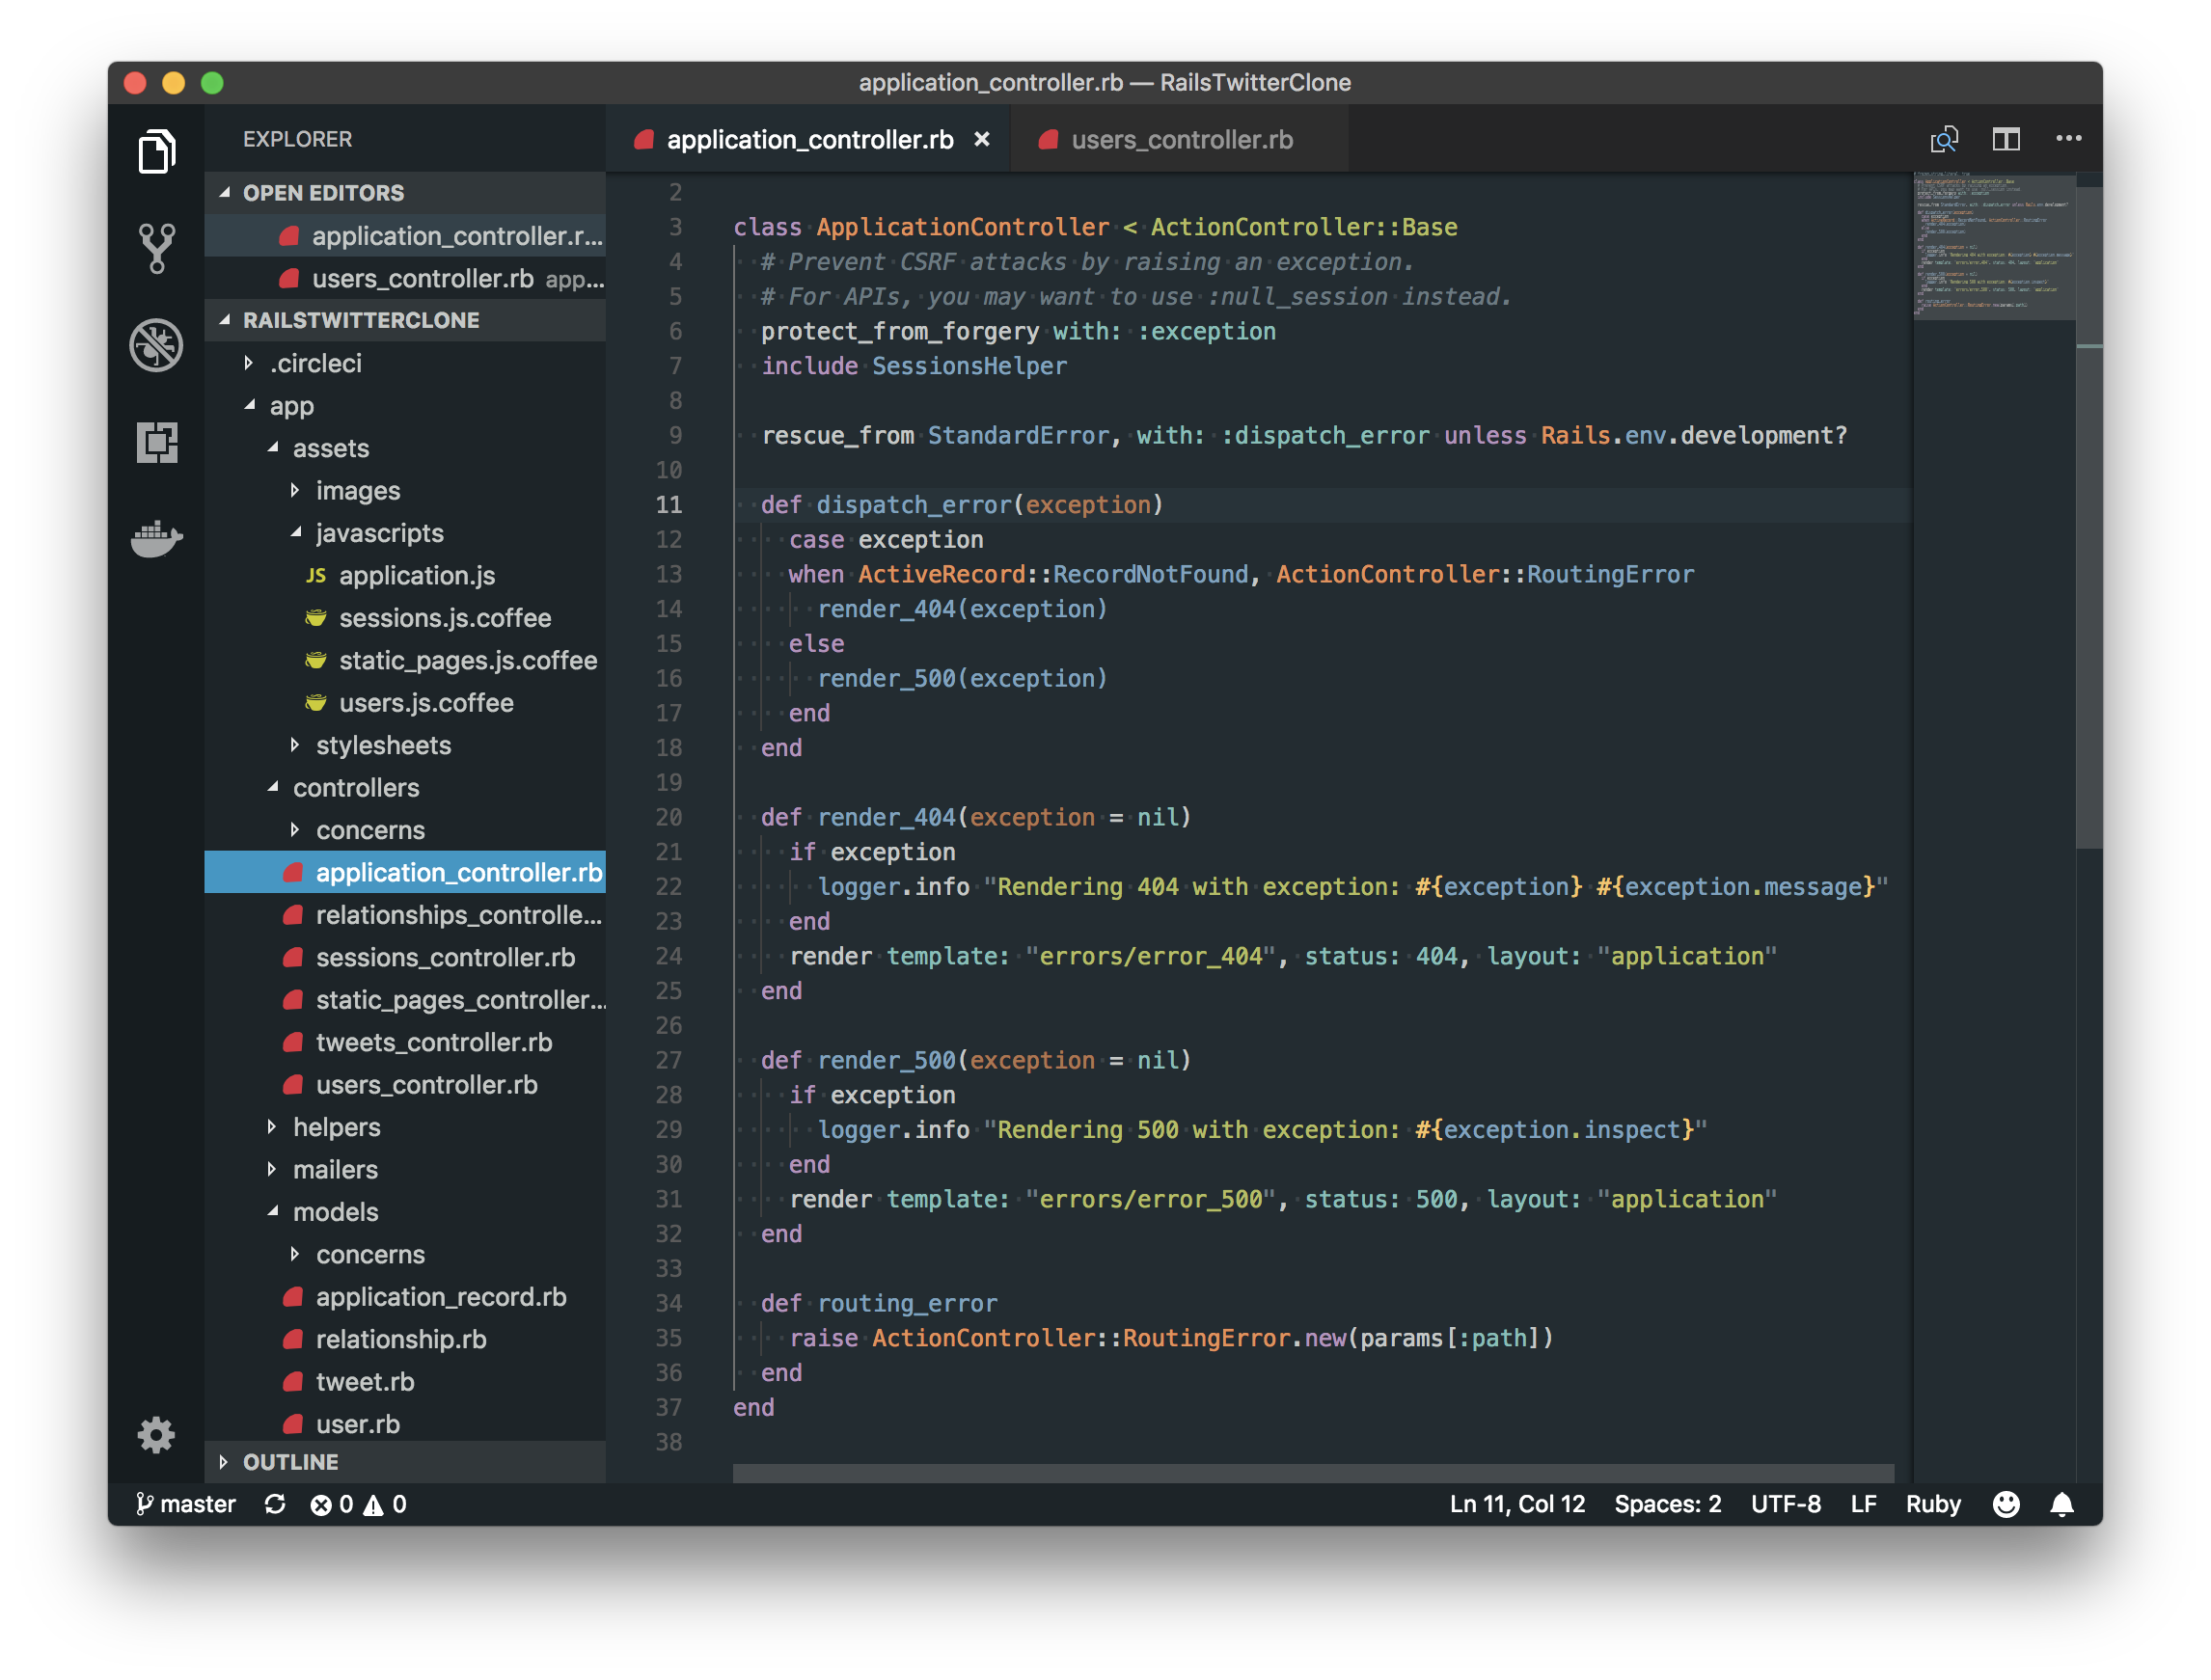 application_controller.rb — RailsTwitterClone
EXPLORER
OPEN EDITORS
application_controller.r...
users_controller.rb app...
RAILSTWITTERCLONE
.circleci
app
assets
images
javascripts
JS application.js
sessions.js.coffee
static_pages.js.coffee
users.js.coffee
stylesheets
controllers
concerns
application_controller.rb
relationships_controlle...
sessions_controller.rb
static_pages_controller...
tweets_controller.rb
users_controller.rb
helpers
mailers
models
concerns
application_record.rb
relationship.rb
tweet.rb
user.rb
OUTLINE
application_controller.rb × users_controller.rb
2
3 class ApplicationController < ActionController::Base
4 # Prevent CSRF attacks by raising an exception.
5 # For APIs, you may want to use :null_session instead.
6 protect_from_forgery with: :exception
7 include SessionsHelper
8
9 rescue_from StandardError, with: :dispatch_error unless Rails.env.development?
10
11 def dispatch_error(exception)
12 case exception
13 when ActiveRecord::RecordNotFound, ActionController::RoutingError
14 render_404(exception)
15 else
16 render_500(exception)
17 end
18 end
19
20 def render_404(exception = nil)
21 if exception
22 logger.info "Rendering 404 with exception: #{exception} #{exception.message}"
23 end
24 render template: "errors/error_404", status: 404, layout: "application"
25 end
26
27 def render_500(exception = nil)
28 if exception
29 logger.info "Rendering 500 with exception: #{exception.inspect}"
30 end
31 render template: "errors/error_500", status: 500, layout: "application"
32 end
33
34 def routing_error
35 raise ActionController::RoutingError.new(params[:path])
36 end
37 end
38
master 0 0 Ln 11, Col 12 Spaces: 2 UTF-8 LF Ruby